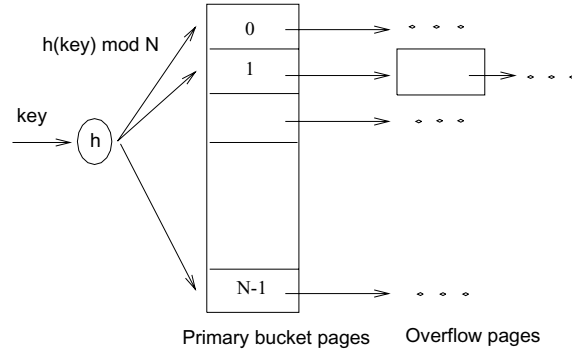 h(key) mod N
key
h
0
1
N-1
Primary bucket pages
Overflow pages